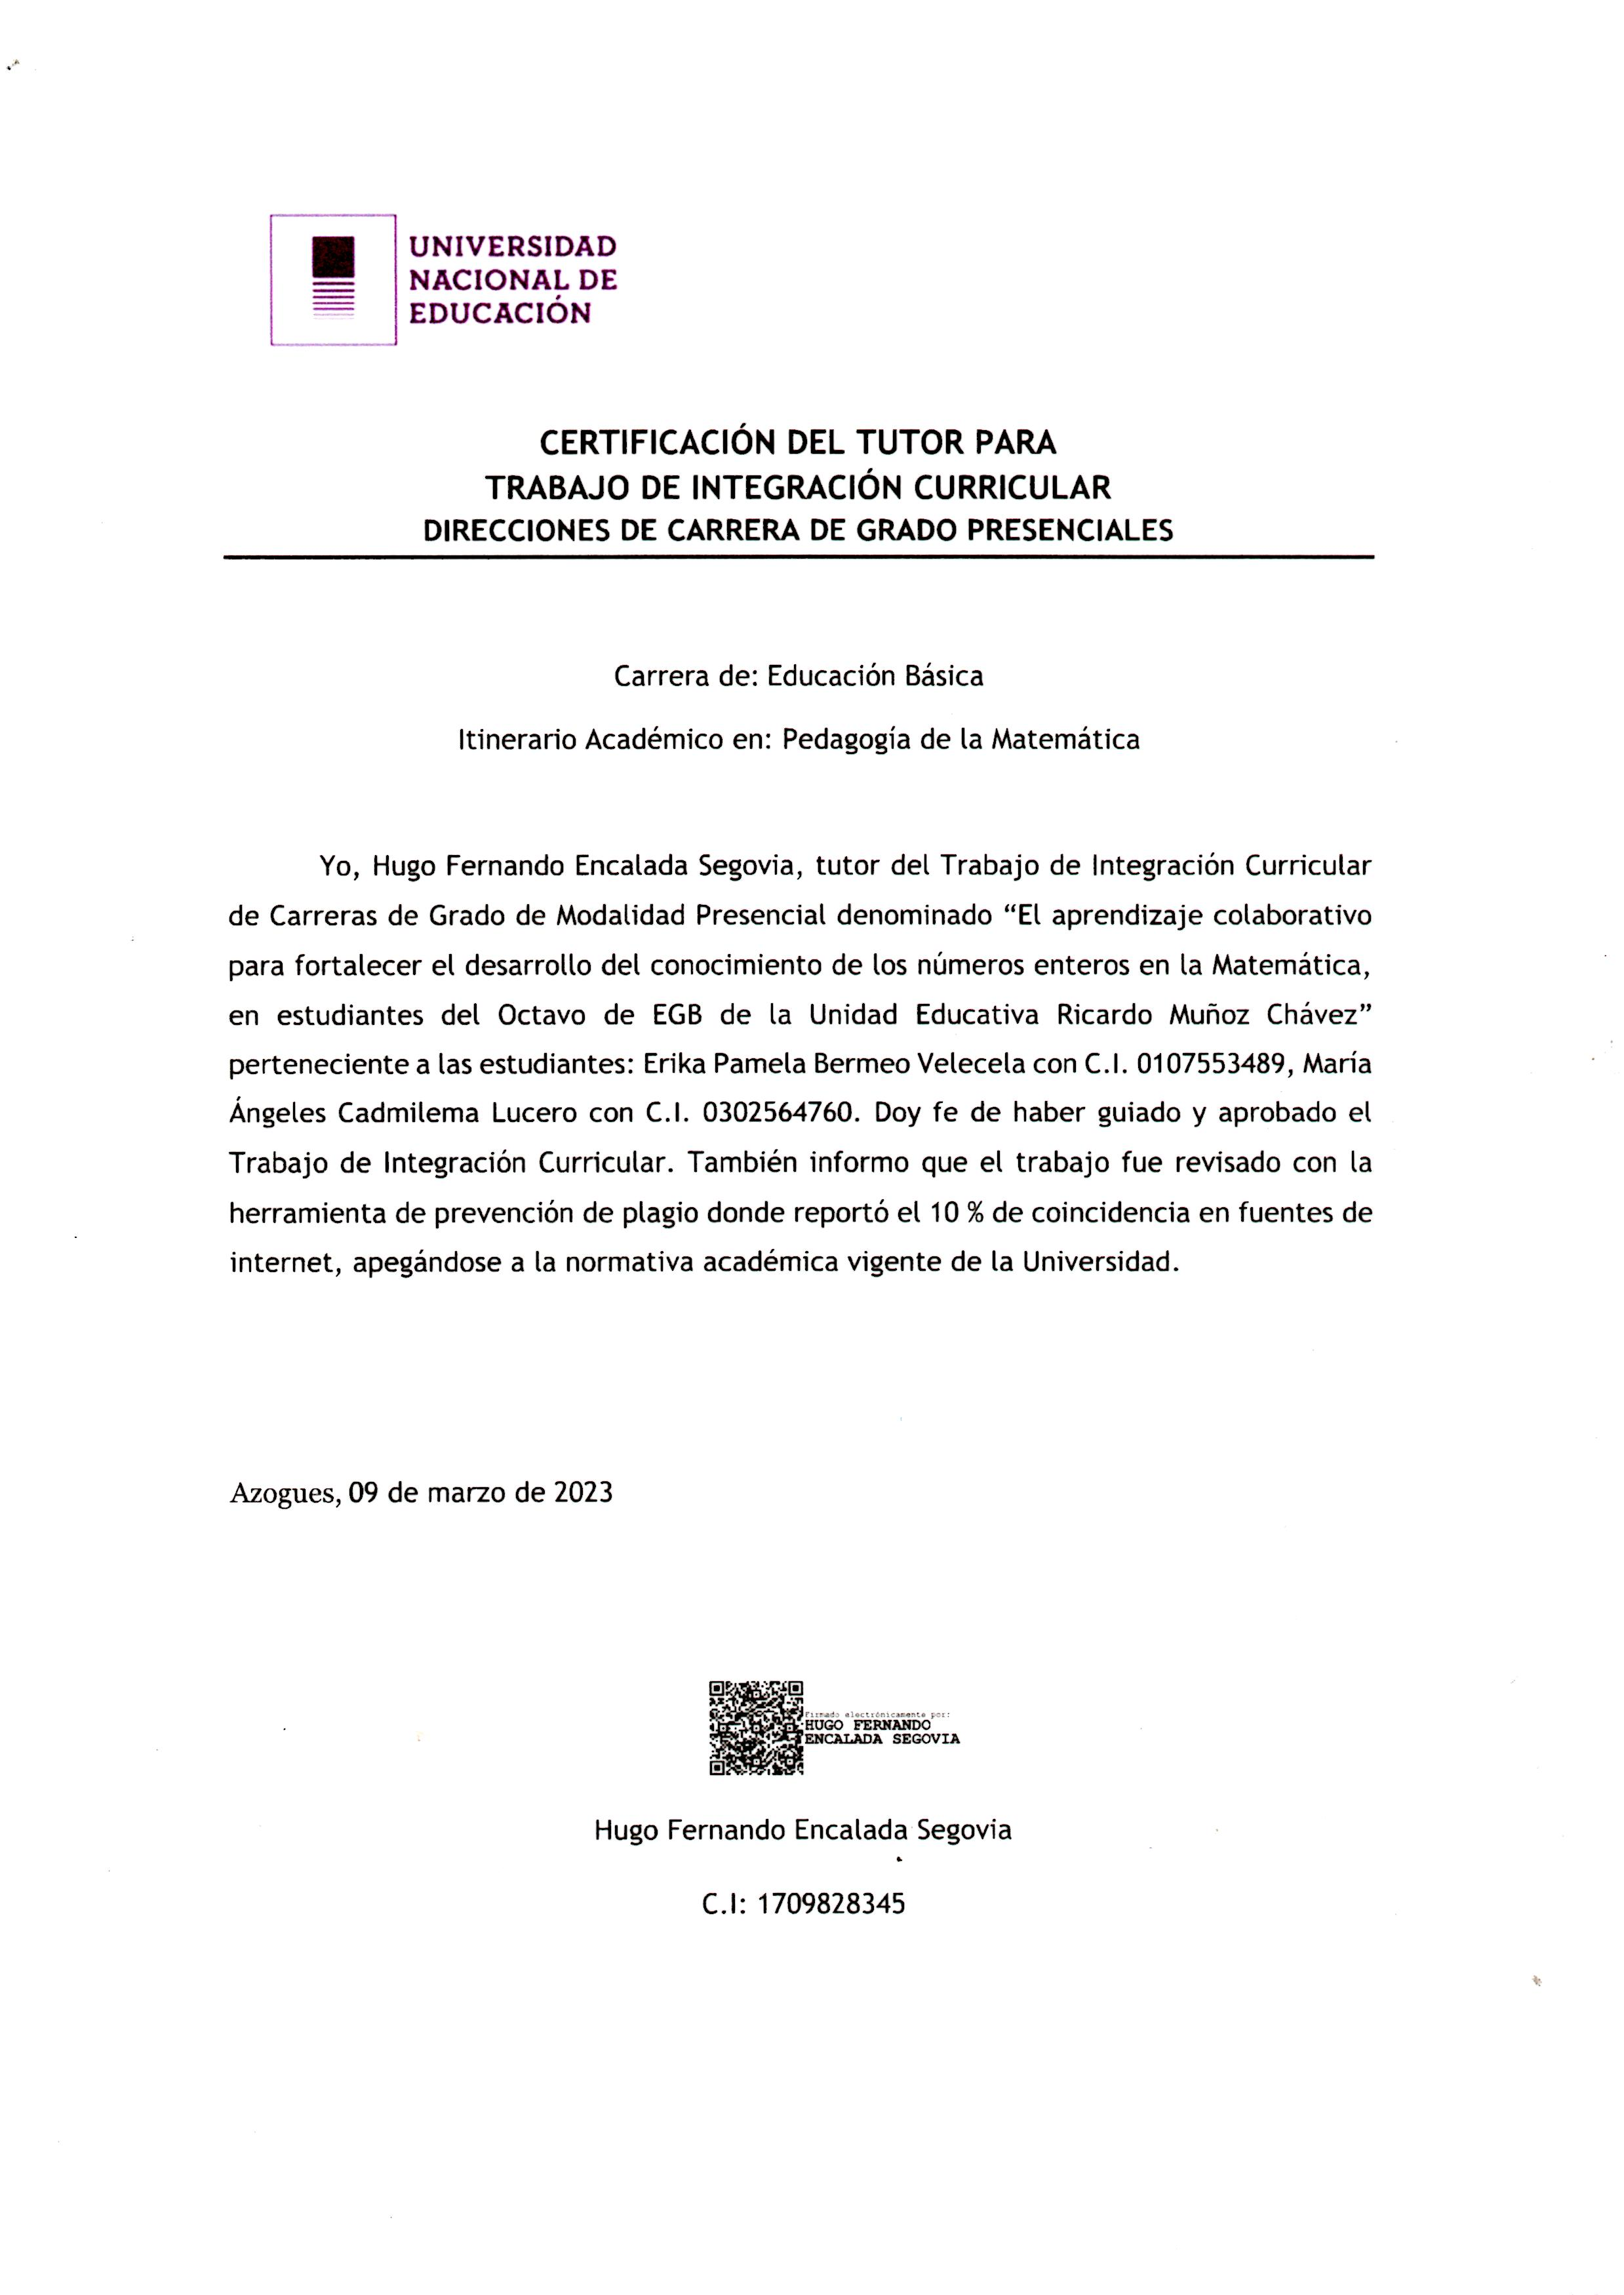 UNIVERSIDAD
NACIONAL DE
EDUCACIÓN
CERTIFICACIÓN DEL TUTOR PARA
TRABAJO DE INTEGRACIÓN CURRICULAR
DIRECCIONES DE CARRERA DE GRADO PRESENCIALES
Carrera de: Educación Básica
Itinerario Académico en: Pedagogía de la Matemática
Yo, Hugo Fernando Encalada Segovia, tutor del Trabajo de Integración Curricular
de Carreras de Grado de Modalidad Presencial denominado “El aprendizaje colaborativo
para fortalecer el desarrollo del conocimiento de los números enteros en la Matemática,
en estudiantes del Octavo de EGB de la Unidad Educativa Ricardo Muñoz Chávez”
perteneciente a las estudiantes: Erika Pamela Bermeo Velecela con C.I. 0107553489, María
Ángeles Cadmilema Lucero con C.I. 0302564760. Doy fe de haber guiado y aprobado el
Trabajo de Integración Curricular. También informo que el trabajo fue revisado con la
herramienta de prevención de plagio donde reportó el 10 % de coincidencia en fuentes de
internet, apegándose a la normativa académica vigente de la Universidad.
Azogues, 09 de marzo de 2023
Firmado electrónicamente por:
HUGO FERNANDO
ENCALADA SEGOVIA
Hugo Fernando Encalada Segovia
C.I: 1709828345